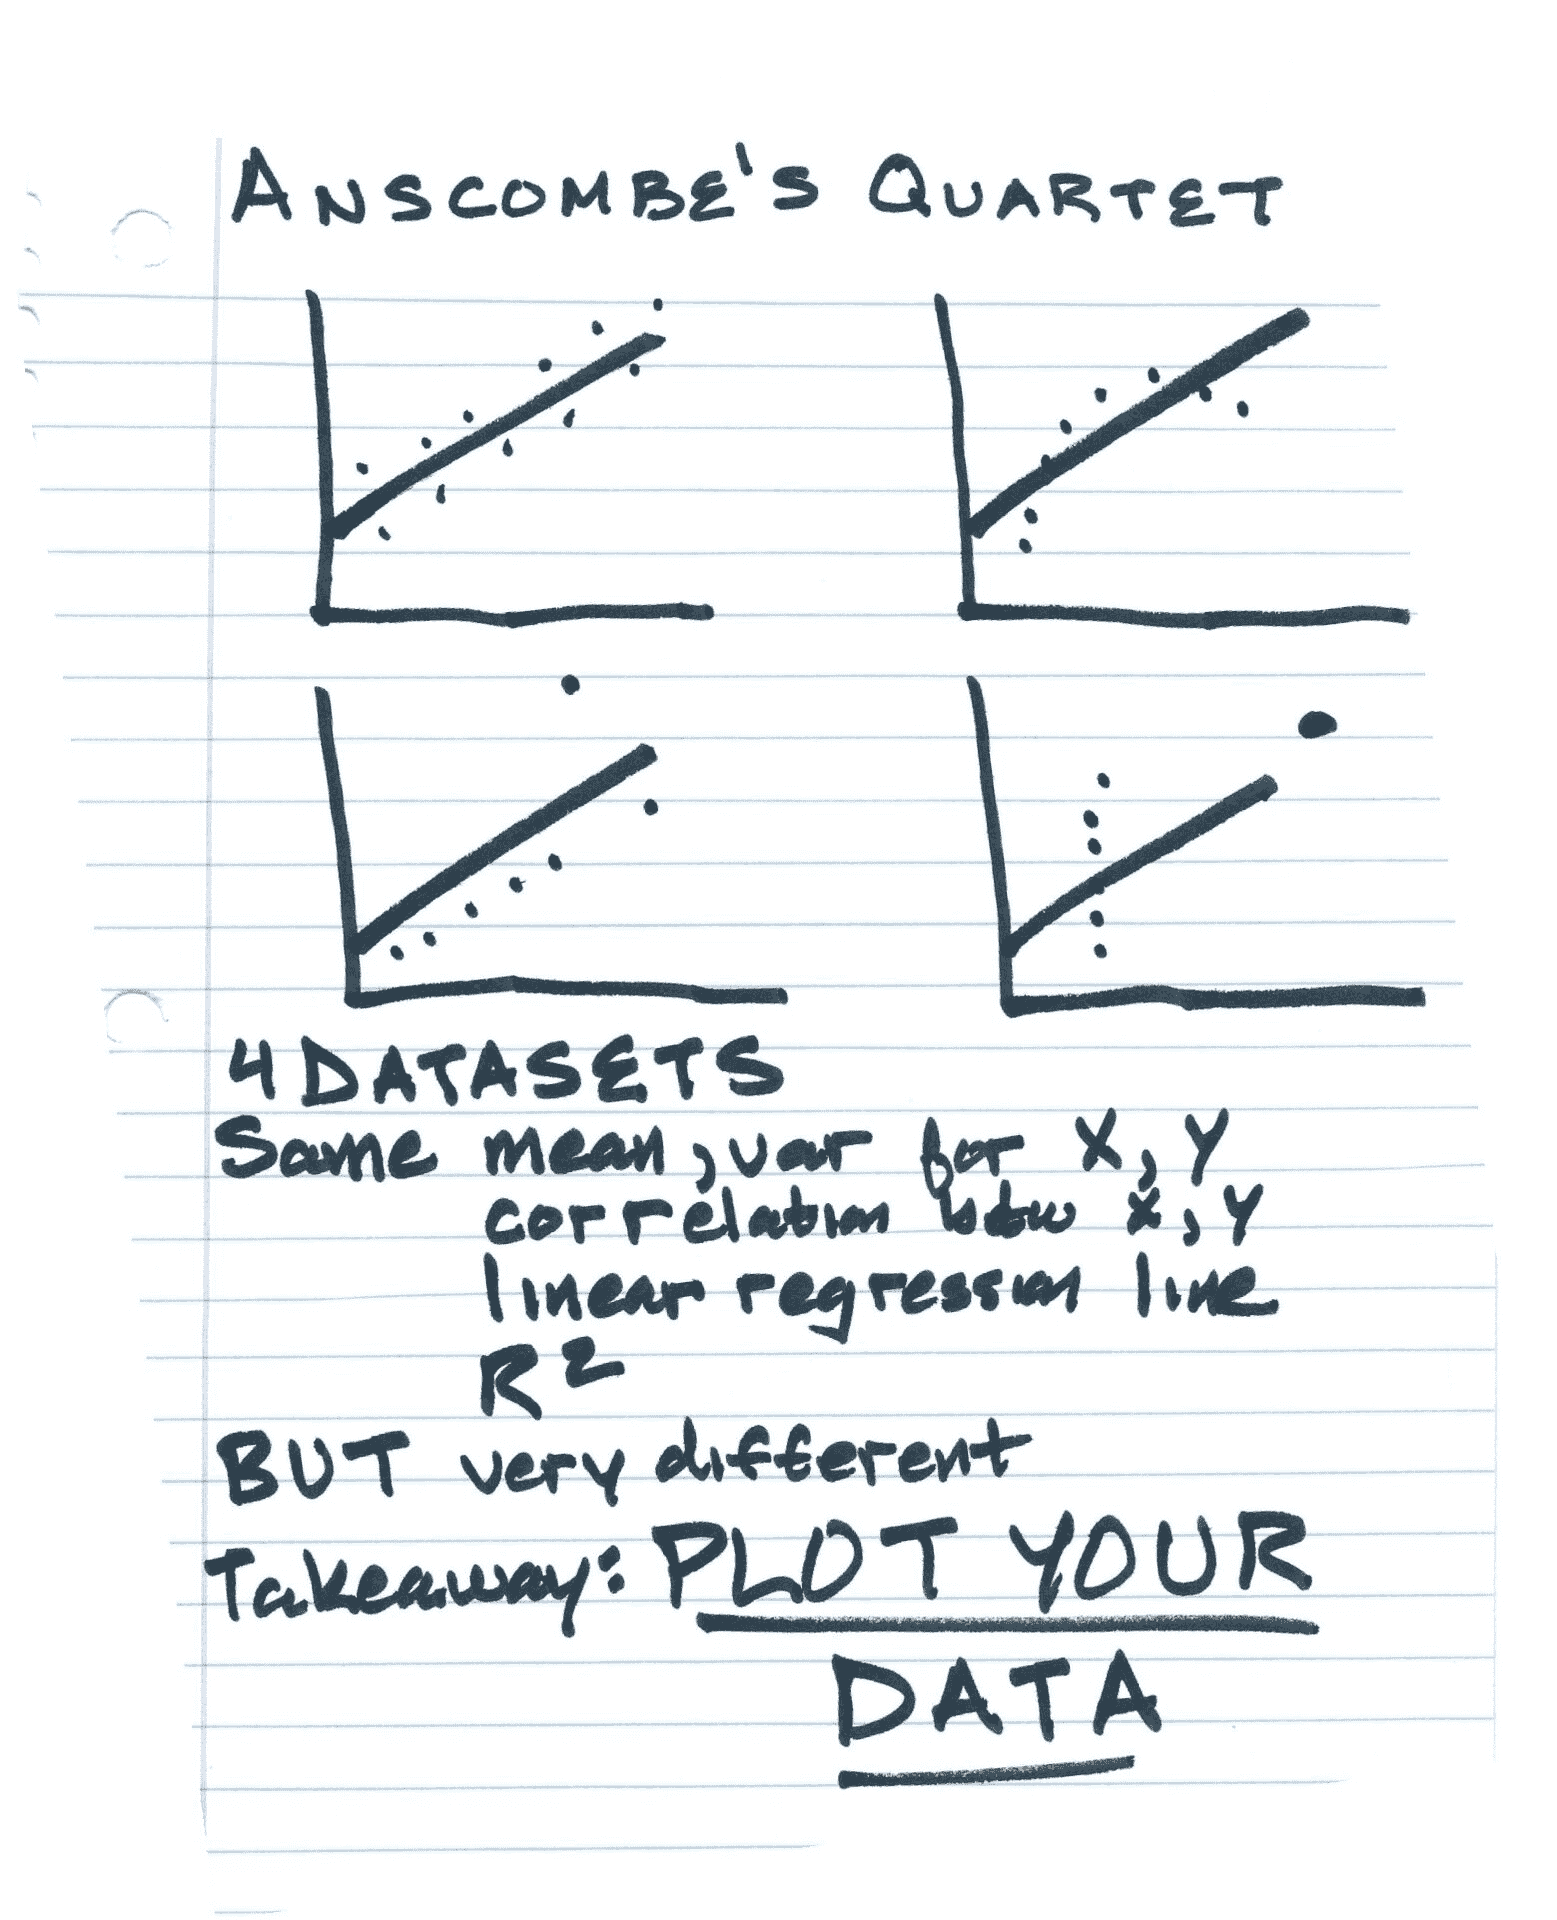 ANSCOMBE'S QUARTET
4 DATASETS
Same mean, var for X, Y
correlation btw X, Y
linear regression line
R²
BUT very different
Takeaway: PLOT YOUR
DATA